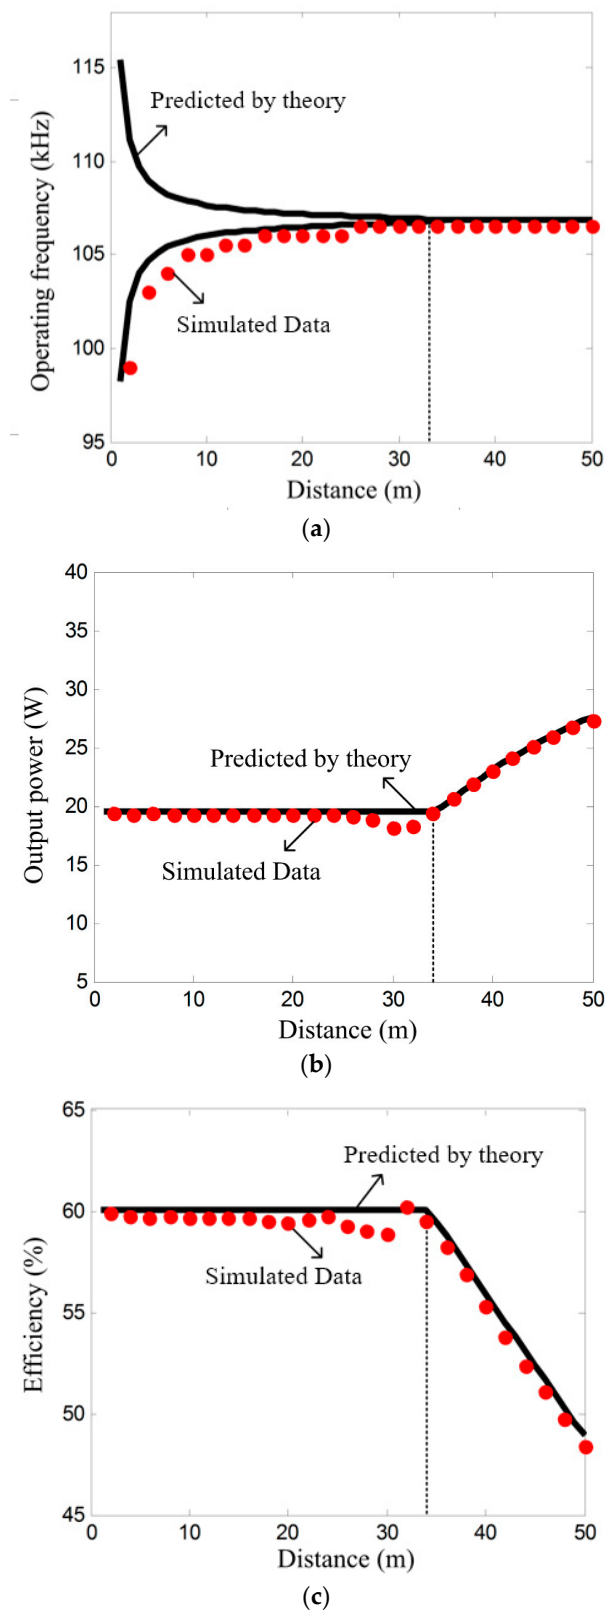 115
110
105
100
95
Operating frequency (kHz)
Predicted by theory
Simulated Data
0 10 20 30 40 50
Distance (m)
(a)
40
35
30
25
20
15
10
5
Output power (W)
Predicted by theory
Simulated Data
0 10 20 30 40 50
Distance (m)
(b)
65
60
55
50
45
Efficiency (%)
Predicted by theory
Simulated Data
0 10 20 30 40 50
Distance (m)
(c)